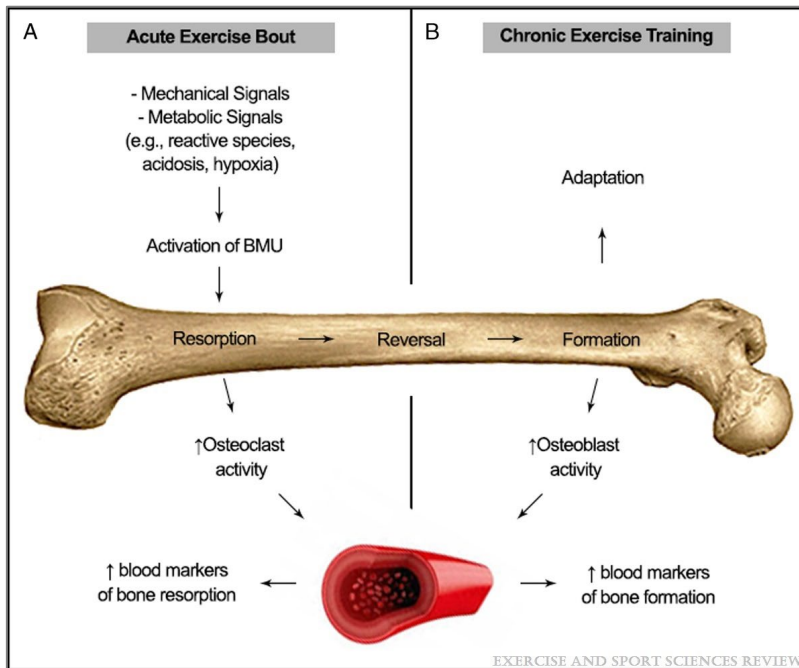 A
Acute Exercise Bout
- Mechanical Signals
- Metabolic Signals
(e.g., reactive species,
acidosis, hypoxia)
Activation of BMU
B
Chronic Exercise Training
Adaptation
Resorption
Reversal
Formation
↑Osteoclast
activity
↑Osteoblast
activity
↑ blood markers
of bone resorption
↑ blood markers
of bone formation
EXERCISE AND SPORT SCIENCES REVIEW